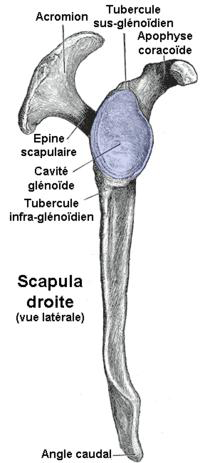 Tubercule
sus-glénoïdien
Acromion
Apophyse
coracoïde
Epine
scapulaire
Cavité
glénoïde
Tubercule
infra-glénoïdien
Scapula
droite
(vue latérale)
Angle caudal